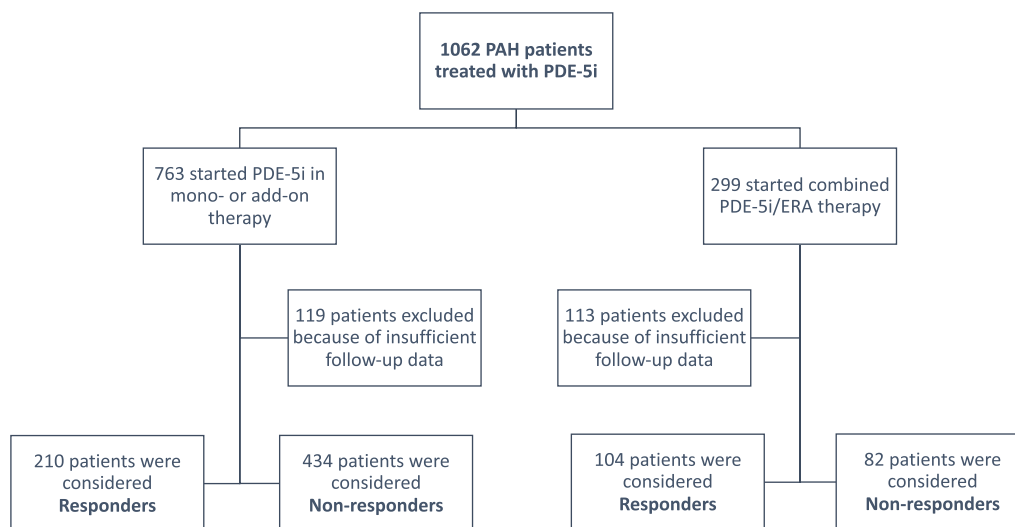 1062 PAH patients
treated with PDE-5i
763 started PDE-5i in
mono- or add-on
therapy
299 started combined
PDE-5i/ERA therapy
119 patients excluded
because of insufficient
follow-up data
113 patients excluded
because of insufficient
follow-up data
210 patients were
considered
Responders
434 patients were
considered
Non-responders
104 patients were
considered
Responders
82 patients were
considered
Non-responders